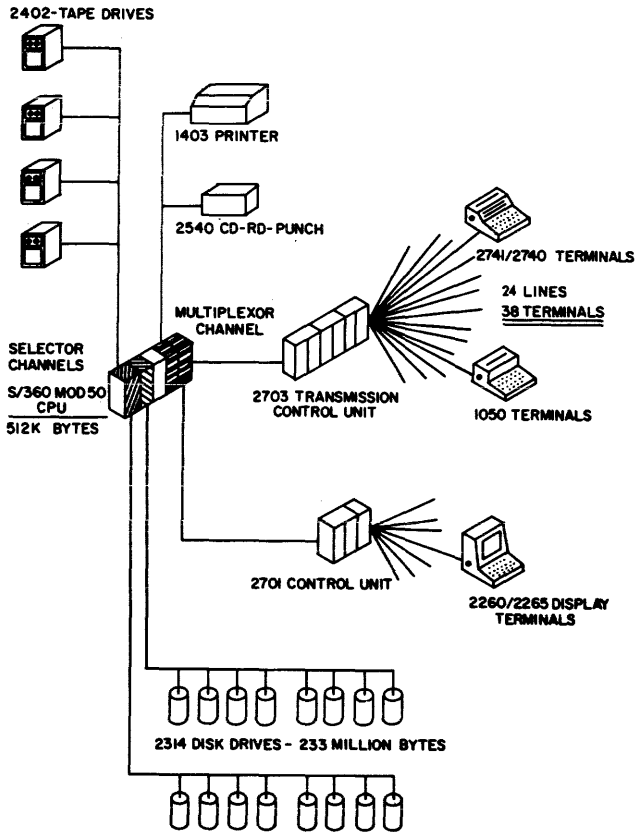 2402-TAPE DRIVES
1403 PRINTER
2540 CD-RD-PUNCH
2741/2740 TERMINALS
24 LINES
38 TERMINALS
MULTIPLEXOR
CHANNEL
SELECTOR
CHANNELS
S/360 MOD 50
CPU
512K BYTES
2703 TRANSMISSION
CONTROL UNIT
1050 TERMINALS
2701 CONTROL UNIT
2260/2265 DISPLAY
TERMINALS
2314 DISK DRIVES - 233 MILLION BYTES